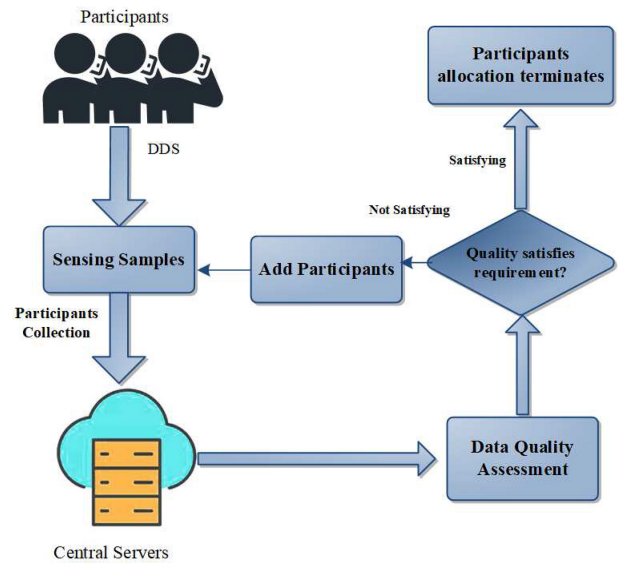 Participants
DDS
Sensing Samples
Participants
Collection
Central Servers
Data Quality
Assessment
Quality satisfies
requirement?
Not Satisfying
Add Participants
Satisfying
Participants
allocation terminates